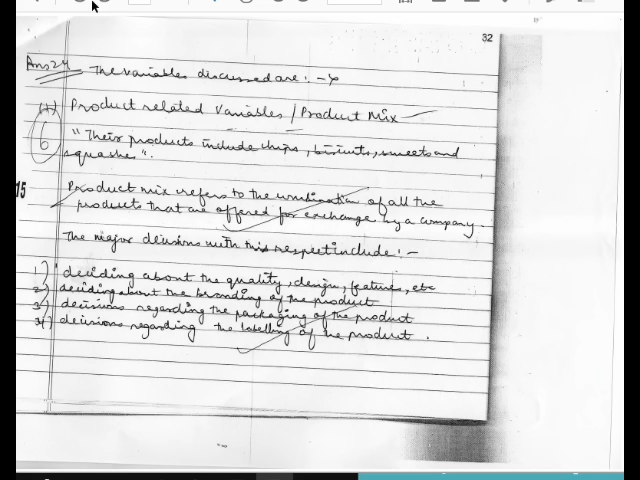 32
Ans24 The variables discussed are : -
(1) Product related Variables / Product Mix
6 "Their products include chips, biscuits, sweets and
squashes".
15
Product mix refers to the combination of all the
products that are offered for exchange by a company.
The major decisions with this respect include : -
1) deciding about the quality, design, features, etc
2) deciding about the branding of the product
3) decisions regarding the packaging of the product
4) decisions regarding the labelling of the product .